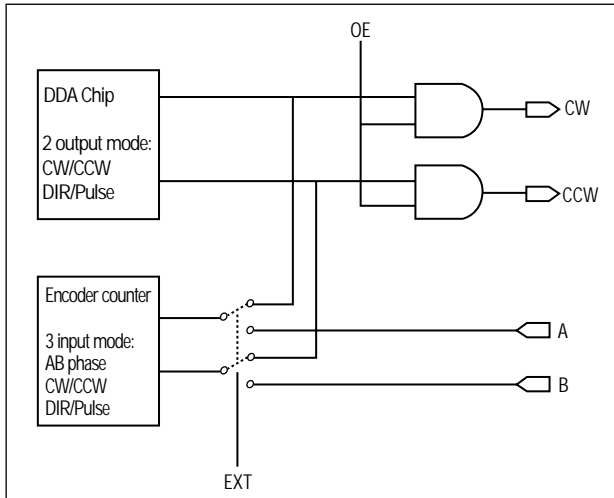 OE
DDA Chip
2 output mode:
CW/CCW
DIR/Pulse
CW
CCW
Encoder counter
3 input mode:
AB phase
CW/CCW
DIR/Pulse
A
B
EXT